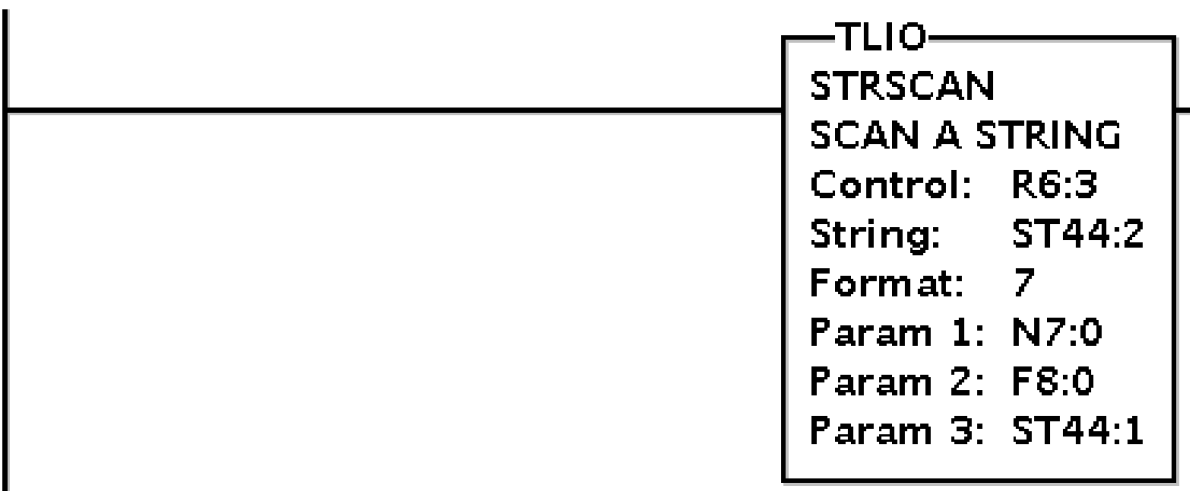 TLIO
STRSCAN
SCAN A STRING
Control: R6:3
String: ST44:2
Format: 7
Param 1: N7:0
Param 2: F8:0
Param 3: ST44:1